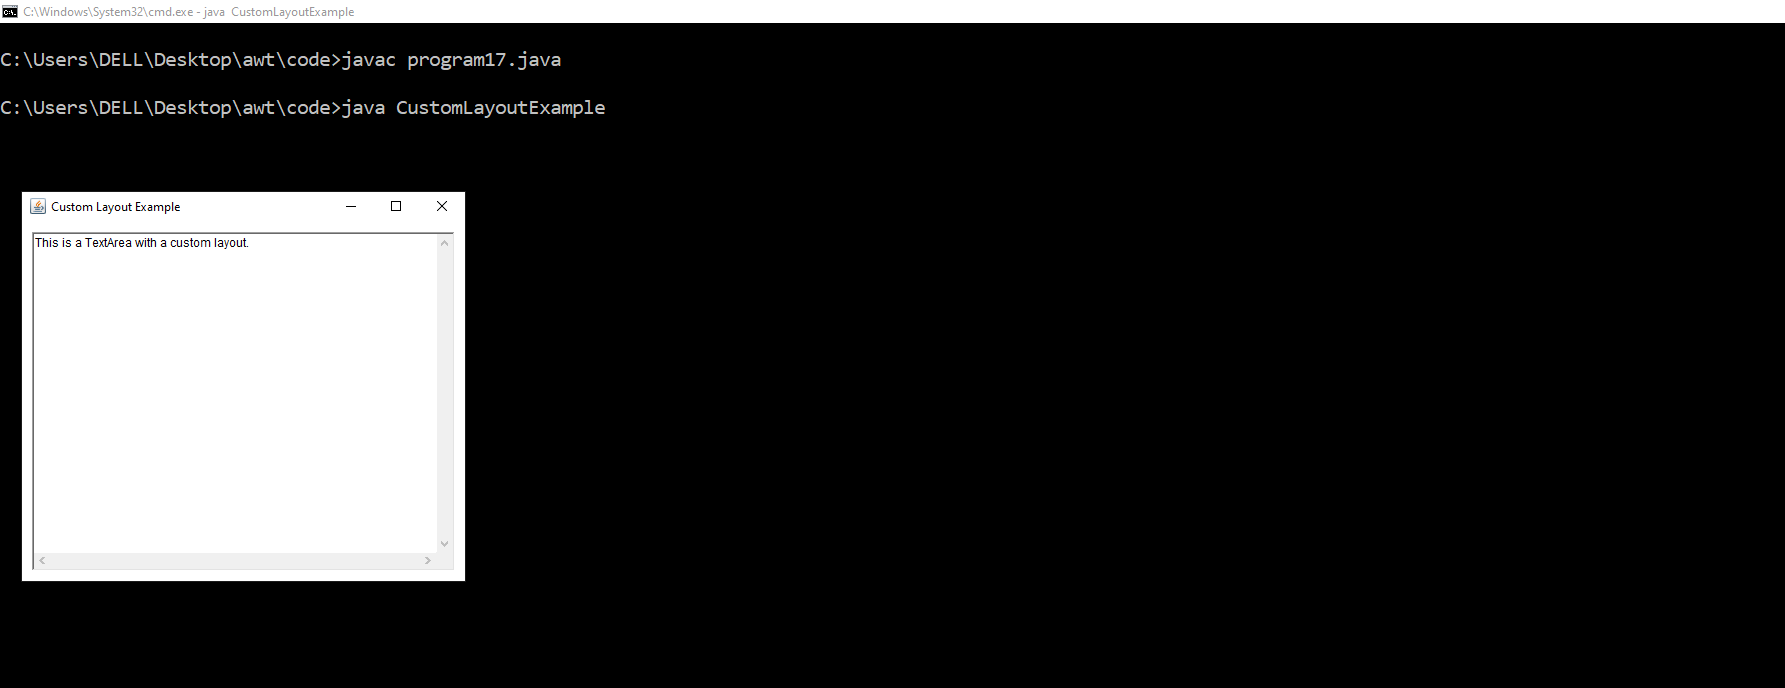 C:\Windows\System32\cmd.exe - java  CustomLayoutExample
C:\Users\DELL\Desktop\awt\code>javac program17.java
C:\Users\DELL\Desktop\awt\code>java CustomLayoutExample
Custom Layout Example
This is a TextArea with a custom layout.